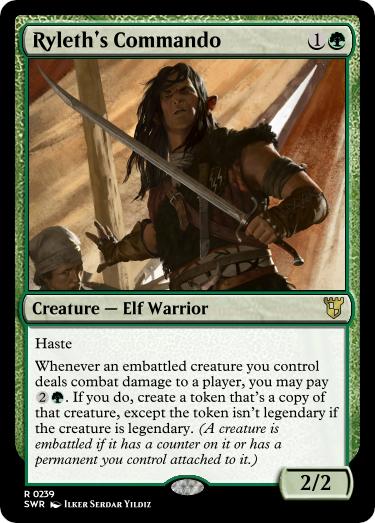 Ryleth's Commando 1
Creature — Elf Warrior
Haste
Whenever an embattled creature you control
deals combat damage to a player, you may pay
2 . If you do, create a token that's a copy of
that creature, except the token isn't legendary if
the creature is legendary. (A creature is
embattled if it has a counter on it or has a
permanent you control attached to it.)
2/2
R 0239
SWR ILKER SERDAR YILDIZ